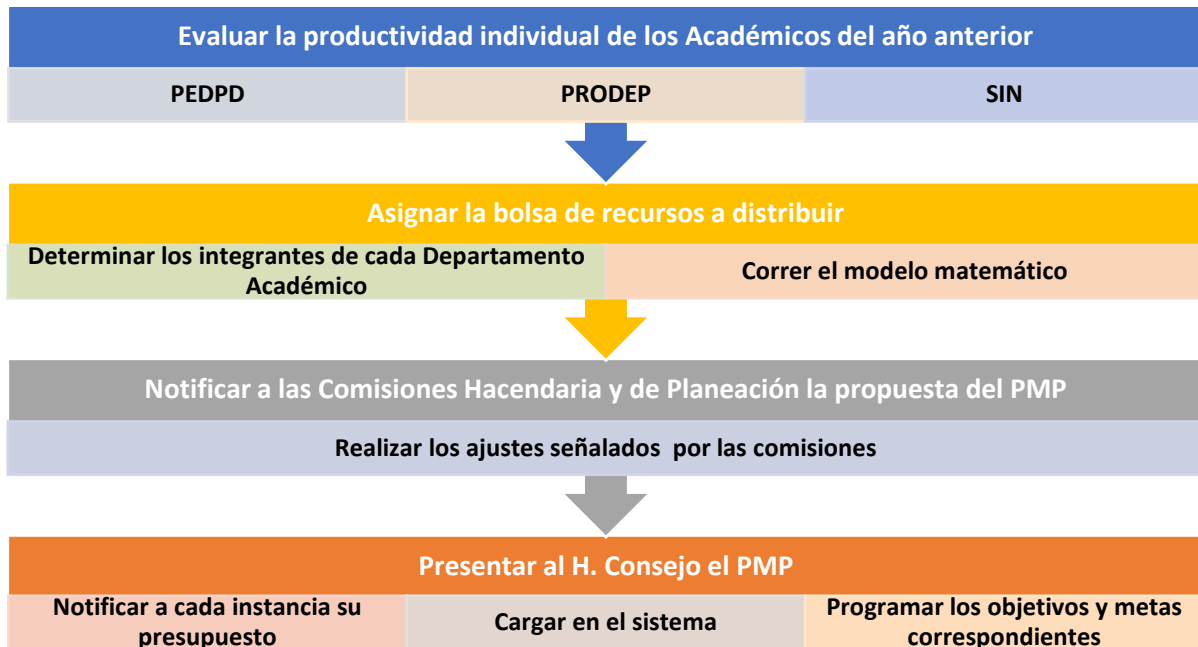 Evaluar la productividad individual de los Académicos del año anterior
PEDPD
PRODEP
SIN
Asignar la bolsa de recursos a distribuir
Determinar los integrantes de cada Departamento
Académico
Correr el modelo matemático
Notificar a las Comisiones Hacendaria y de Planeación la propuesta del PMP
Realizar los ajustes señalados por las comisiones
Presentar al H. Consejo el PMP
Notificar a cada instancia su
presupuesto
Cargar en el sistema
Programar los objetivos y metas
correspondientes